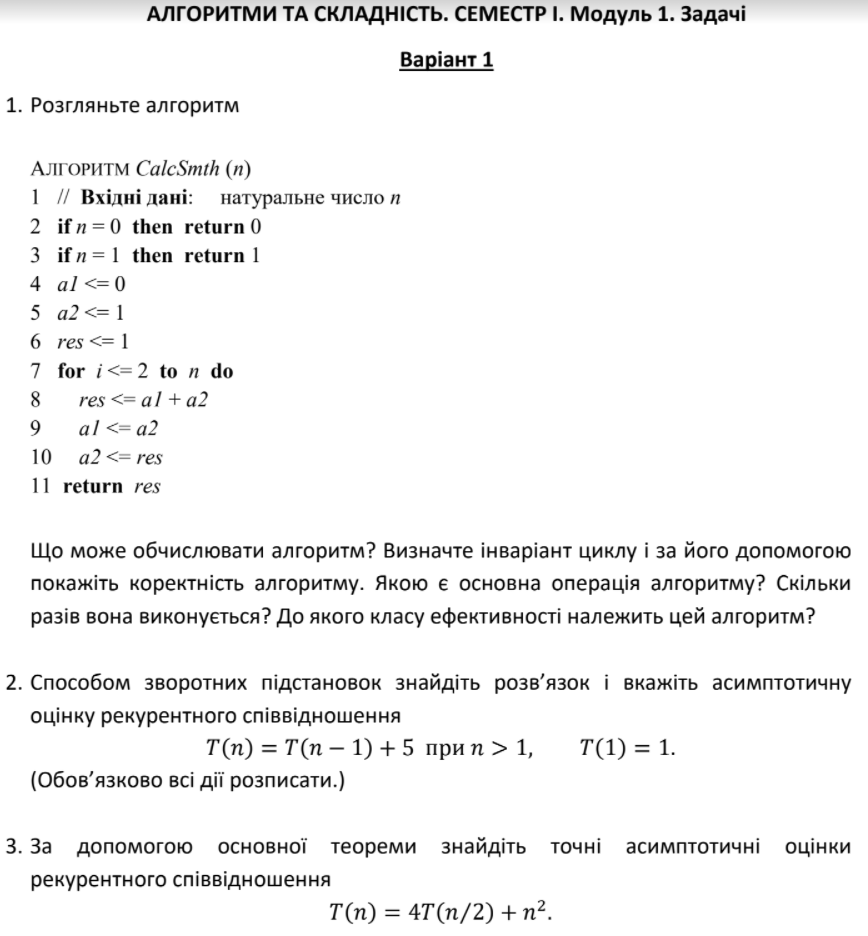 АЛГОРИТМИ ТА СКЛАДНІСТЬ. СЕМЕСТР І. Модуль 1. Задачі
Варіант 1
1. Розгляньте алгоритм
АЛГОРИТМ CalcSmth (n)
1 // Вхідні дані: натуральне число n
2 if n = 0 then return 0
3 if n = 1 then return 1
4 a1 <= 0
5 a2 <= 1
6 res <= 1
7 for i <= 2 to n do
8 res <= a1 + a2
9 a1 <= a2
10 a2 <= res
11 return res
Що може обчислювати алгоритм? Визначте інваріант циклу і за його допомогою
покажіть коректність алгоритму. Якою є основна операція алгоритму? Скільки
разів вона виконується? До якого класу ефективності належить цей алгоритм?
2. Способом зворотних підстановок знайдіть розв’язок і вкажіть асимптотичну
оцінку рекурентного співвідношення
T(n) = T(n − 1) + 5 при n > 1, T(1) = 1.
(Обов’язково всі дії розписати.)
3. За допомогою основної теореми знайдіть точні асимптотичні оцінки
рекурентного співвідношення
T(n) = 4T(n/2) + n².